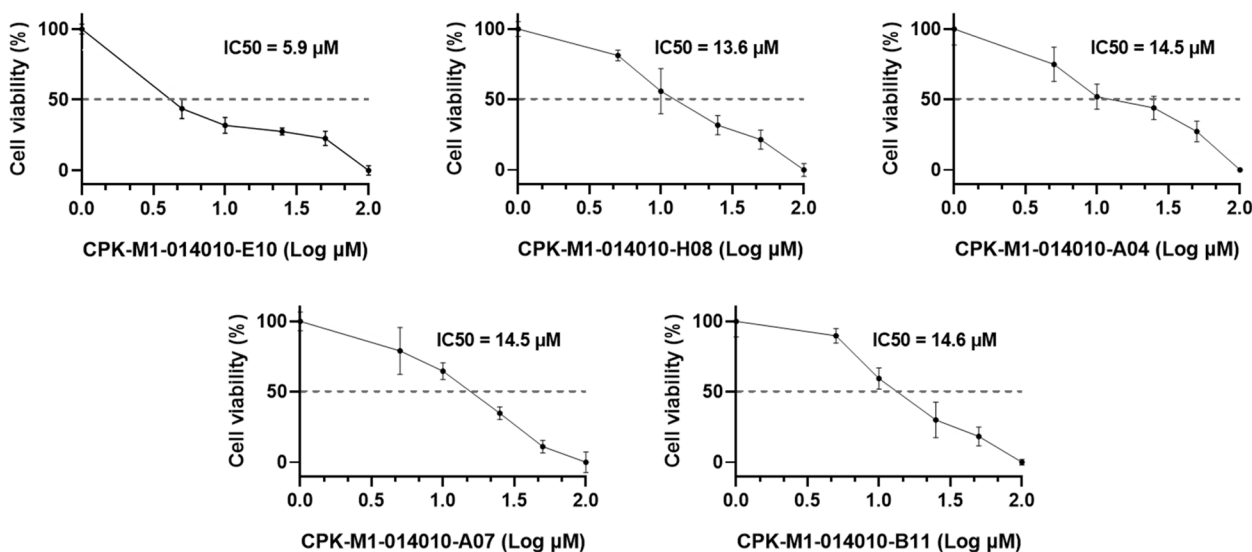 Cell viability (%)
100
50
0
IC50 = 5.9 µM
0.0 0.5 1.0 1.5 2.0
CPK-M1-014010-E10 (Log µM)
Cell viability (%)
100
50
0
IC50 = 13.6 µM
0.0 0.5 1.0 1.5 2.0
CPK-M1-014010-H08 (Log µM)
Cell viability (%)
100
50
0
IC50 = 14.5 µM
0.0 0.5 1.0 1.5 2.0
CPK-M1-014010-A04 (Log µM)
Cell viability (%)
100
50
0
IC50 = 14.5 µM
0.0 0.5 1.0 1.5 2.0
CPK-M1-014010-A07 (Log µM)
Cell viability (%)
100
50
0
IC50 = 14.6 µM
0.0 0.5 1.0 1.5 2.0
CPK-M1-014010-B11 (Log µM)